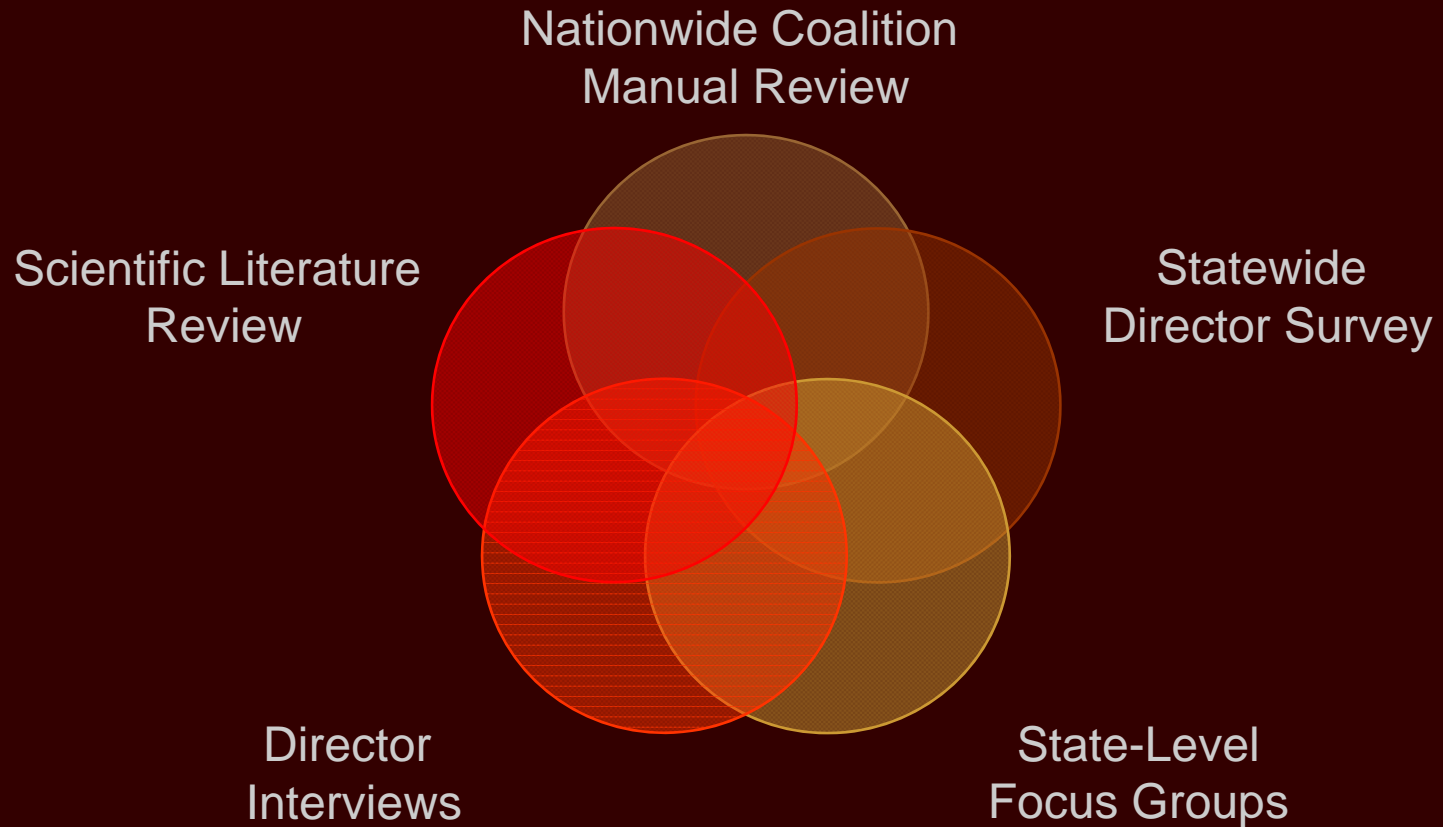 Nationwide Coalition
Manual Review
Scientific Literature
Review
Statewide
Director Survey
Director
Interviews
State-Level
Focus Groups